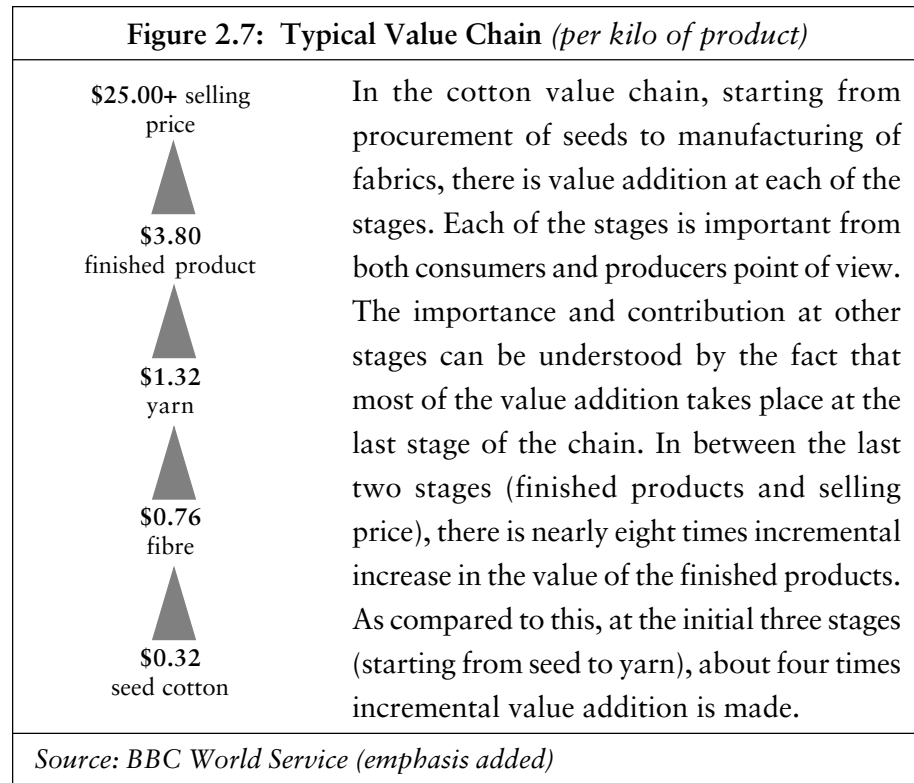 Figure 2.7: Typical Value Chain (per kilo of product)
$25.00+ selling
price
$3.80
finished product
$1.32
yarn
$0.76
fibre
$0.32
seed cotton
In the cotton value chain, starting from
procurement of seeds to manufacturing of
fabrics, there is value addition at each of the
stages. Each of the stages is important from
both consumers and producers point of view.
The importance and contribution at other
stages can be understood by the fact that
most of the value addition takes place at the
last stage of the chain. In between the last
two stages (finished products and selling
price), there is nearly eight times incremental
increase in the value of the finished products.
As compared to this, at the initial three stages
(starting from seed to yarn), about four times
incremental value addition is made.
Source: BBC World Service (emphasis added)